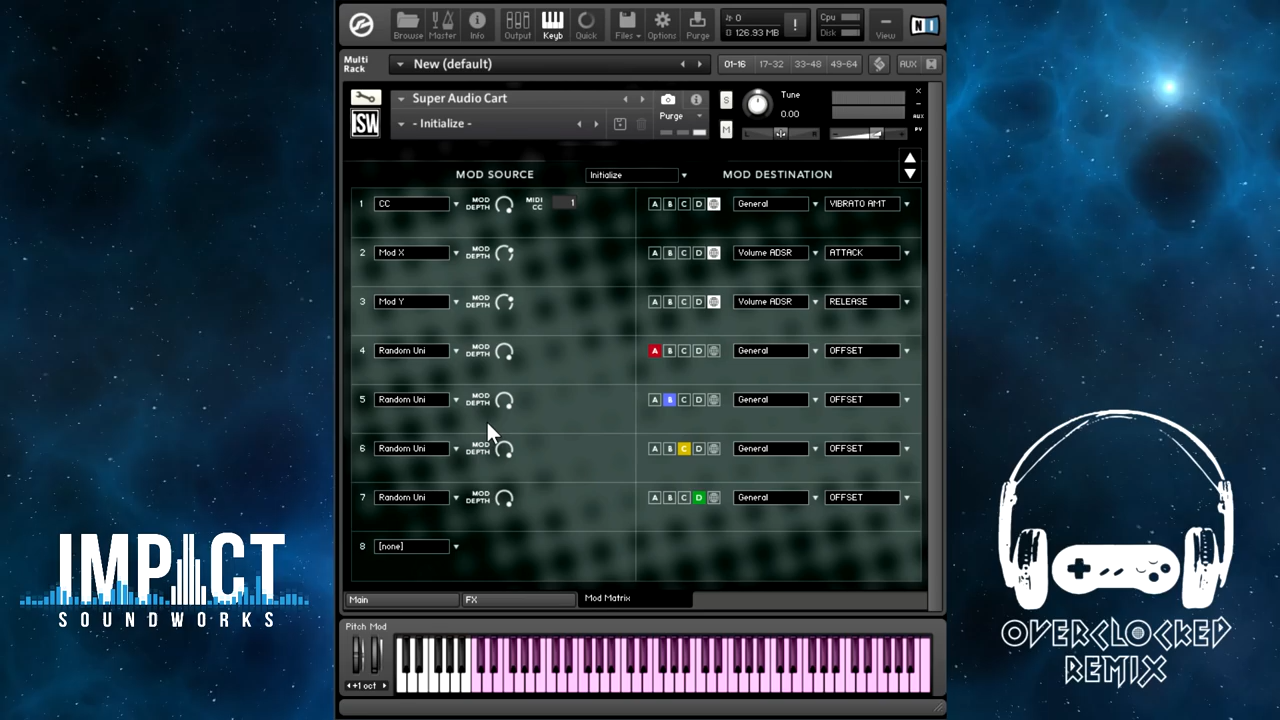 Browse Master Info Output Keyb Quick Files Options Purge
0
126.93 MB
!
Cpu
Disk
View
NI
Multi Rack
New (default)
01-16 17-32 33-48 49-64
AUX
Super Audio Cart
- Initialize -
Purge
S
M
Tune
0.00
L R
AUX
PV
ISW
MOD SOURCE
Initialize
MOD DESTINATION
1 CC MOD DEPTH MIDI CC 1 A B C D General VIBRATO AMT
2 Mod X MOD DEPTH A B C D Volume ADSR ATTACK
3 Mod Y MOD DEPTH A B C D Volume ADSR RELEASE
4 Random Uni MOD DEPTH A B C D General OFFSET
5 Random Uni MOD DEPTH A B C D General OFFSET
6 Random Uni MOD DEPTH A B C D General OFFSET
7 Random Uni MOD DEPTH A B C D General OFFSET
8 [none]
Main FX Mod Matrix
Pitch Mod
+1 oct
IMPACT
SOUNDWORKS
OVERCLOCKED
REMIX